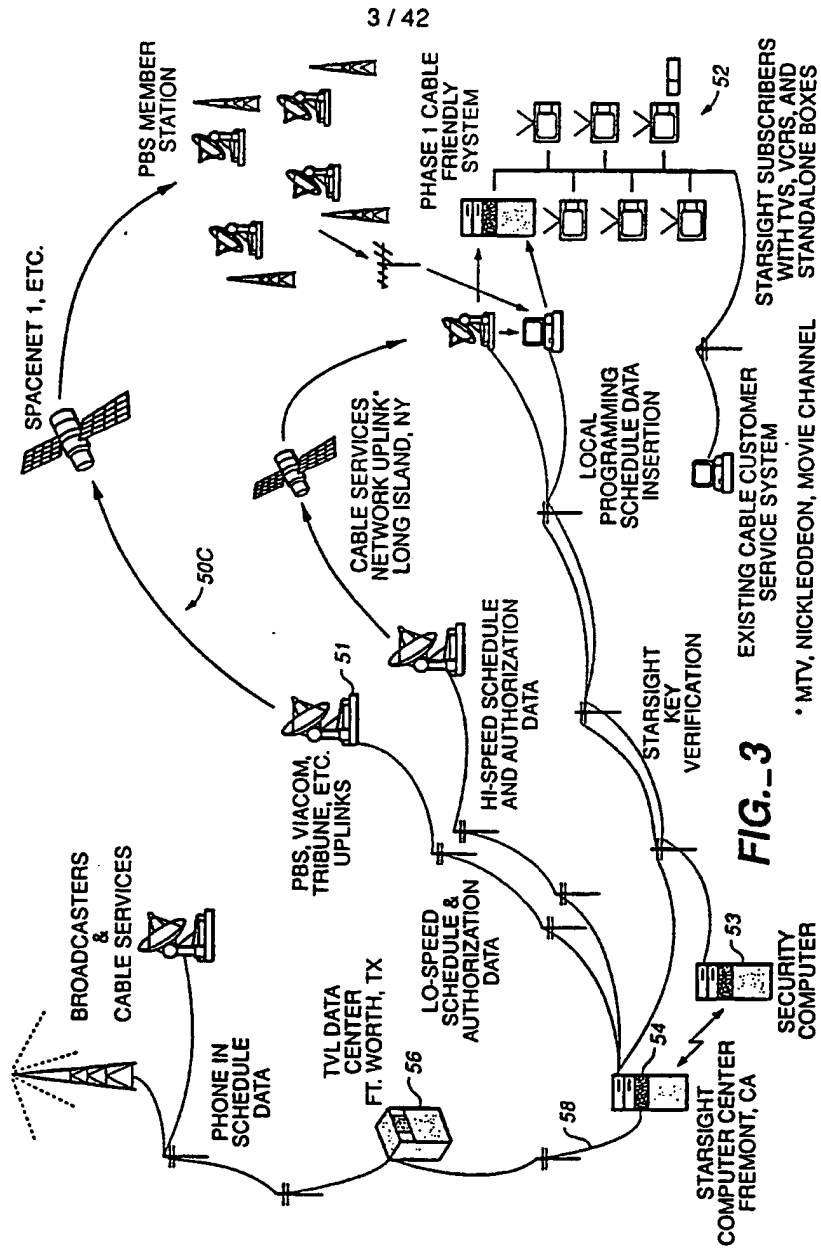 3 / 42
BROADCASTERS
&
CABLE SERVICES
PHONE IN
SCHEDULE
DATA
TVL DATA
CENTER
FT. WORTH, TX
56
58
54
STARSIGHT
COMPUTER CENTER
FREMONT, CA
53
SECURITY
COMPUTER
LO-SPEED
SCHEDULE &
AUTHORIZATION
DATA
PBS, VIACOM,
TRIBUNE, ETC.
UPLINKS
51
50C
HI-SPEED SCHEDULE
AND AUTHORIZATION
DATA
STARSIGHT
KEY
VERIFICATION
SPACENET 1, ETC.
CABLE SERVICES
NETWORK UPLINK*
LONG ISLAND, NY
PBS MEMBER
STATION
PHASE 1 CABLE
FRIENDLY
SYSTEM
LOCAL
PROGRAMMING
SCHEDULE DATA
INSERTION
52
EXISTING CABLE CUSTOMER
SERVICE SYSTEM
STARSIGHT SUBSCRIBERS
WITH TVS, VCRS, AND
STANDALONE BOXES
* MTV, NICKLEODEON, MOVIE CHANNEL
FIG._3